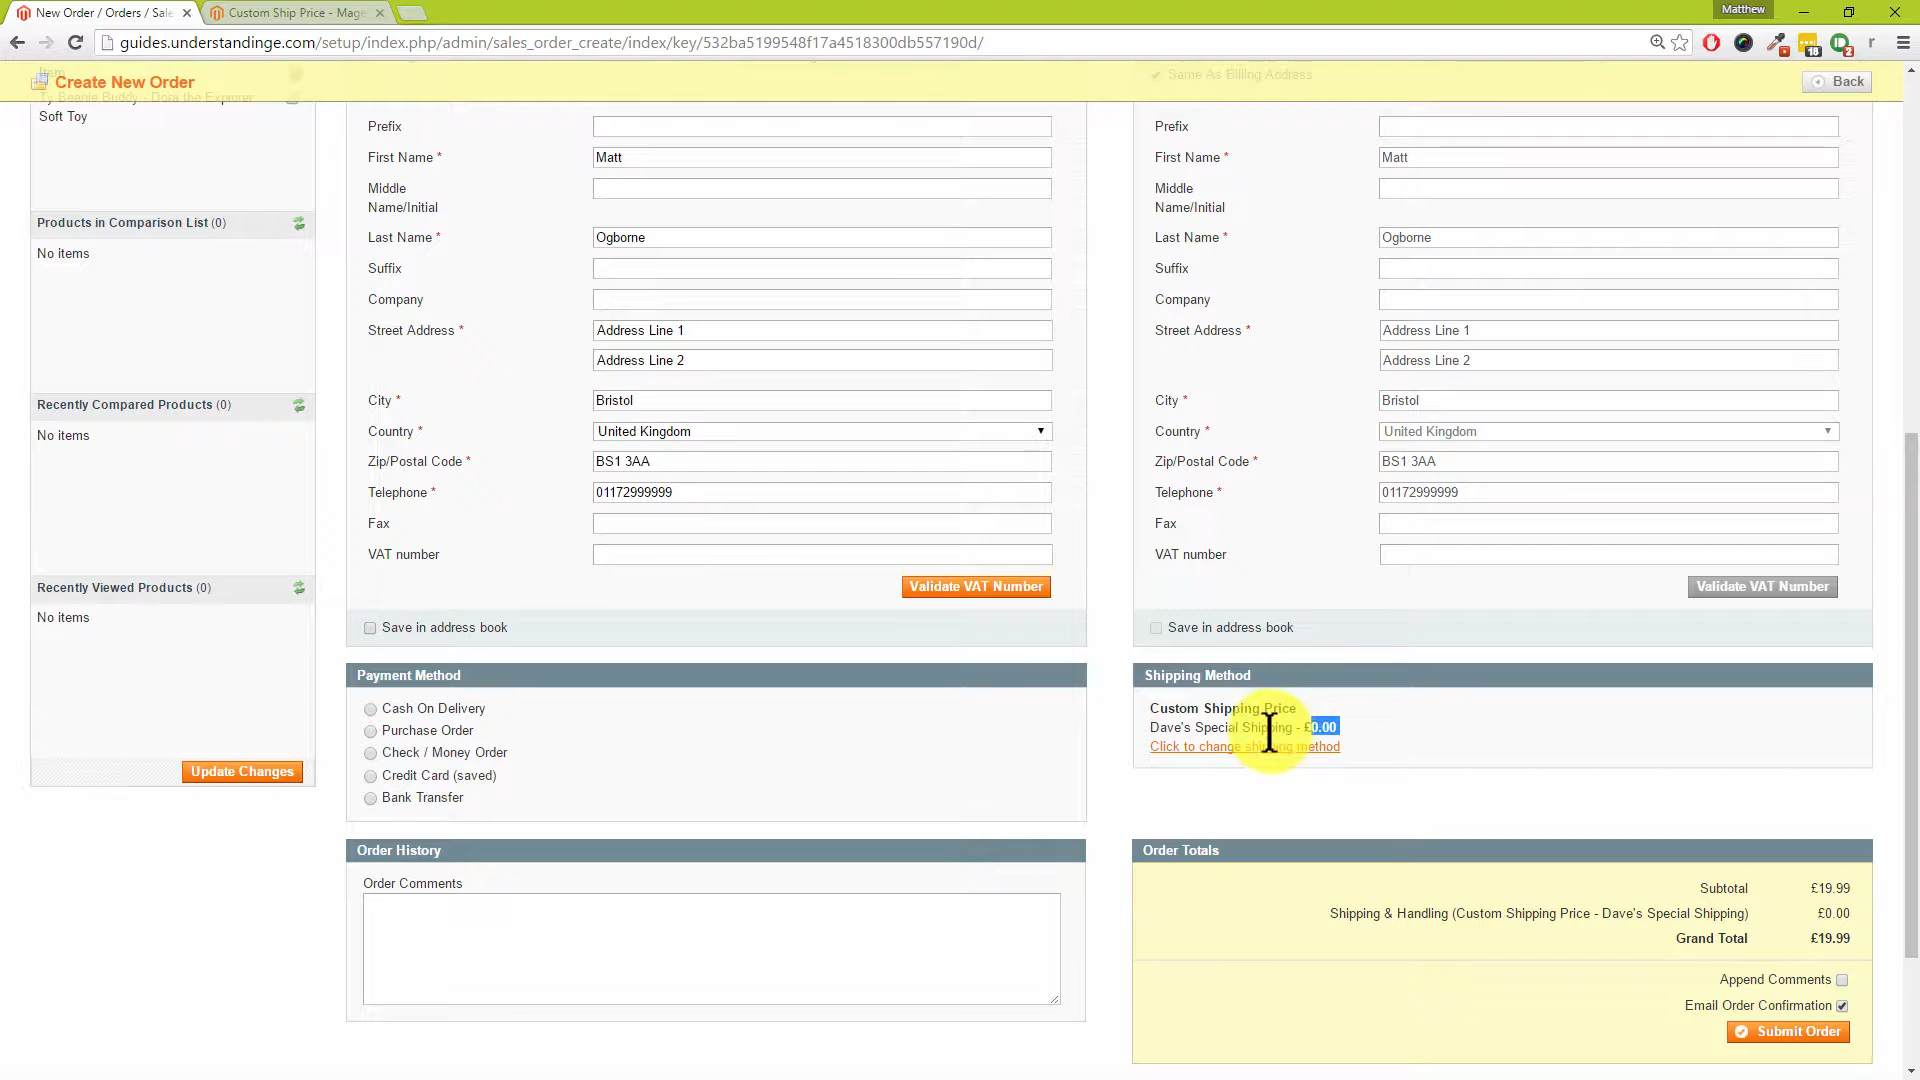 New Order / Orders / Sale
Custom Ship Price - Mage
Matthew
guides.understandinge.com/setup/index.php/admin/sales_order_create/index/key/532ba5199548f17a4518300db557190d/
18
2
r
Create New Order
Back
Item
Ty Beanie Buddy - Dora the Explorer
Soft Toy
Same As Billing Address
Prefix
First Name *
Matt
Middle
Name/Initial
Last Name *
Ogborne
Suffix
Company
Street Address *
Address Line 1
Address Line 2
City *
Bristol
Country *
United Kingdom
Zip/Postal Code *
BS1 3AA
Telephone *
01172999999
Fax
VAT number
Validate VAT Number
Save in address book
Prefix
First Name *
Matt
Middle
Name/Initial
Last Name *
Ogborne
Suffix
Company
Street Address *
Address Line 1
Address Line 2
City *
Bristol
Country *
United Kingdom
Zip/Postal Code *
BS1 3AA
Telephone *
01172999999
Fax
VAT number
Validate VAT Number
Save in address book
Products in Comparison List (0)
No items
Recently Compared Products (0)
No items
Recently Viewed Products (0)
No items
Update Changes
Payment Method
Cash On Delivery
Purchase Order
Check / Money Order
Credit Card (saved)
Bank Transfer
Shipping Method
Custom Shipping Price
Dave's Special Shipping - £0.00
Click to change shipping method
Order History
Order Comments
Order Totals
Subtotal £19.99
Shipping & Handling (Custom Shipping Price - Dave's Special Shipping) £0.00
Grand Total £19.99
Append Comments
Email Order Confirmation
Submit Order